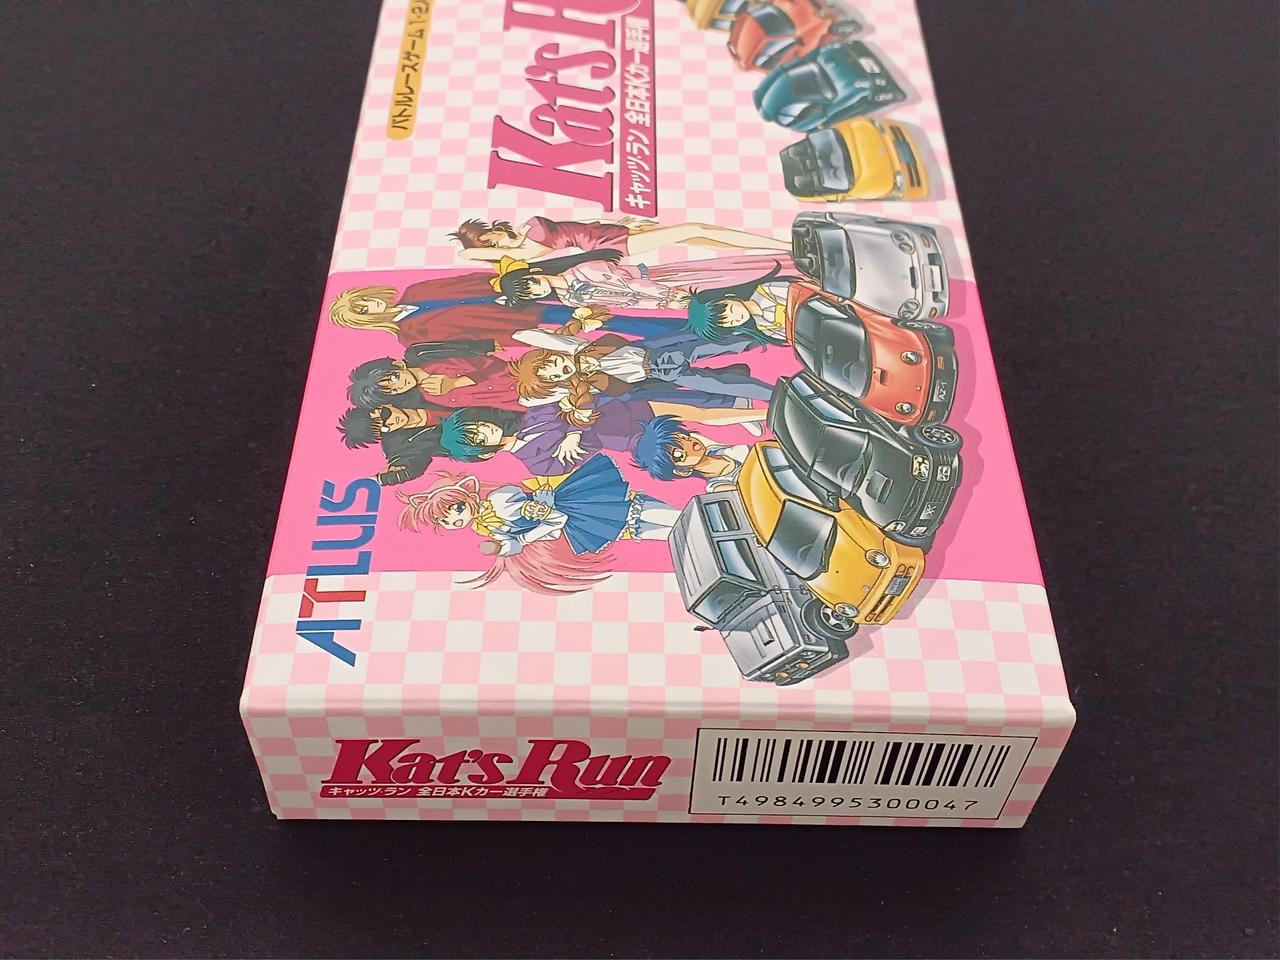 バトルレースゲーム 1・2人
Kat's R
キャッツ・ラン 全日本Kカー選手権
AZ-1
ATLUS
Kat's Run
キャッツ・ラン 全日本Kカー選手権
T4984995300047